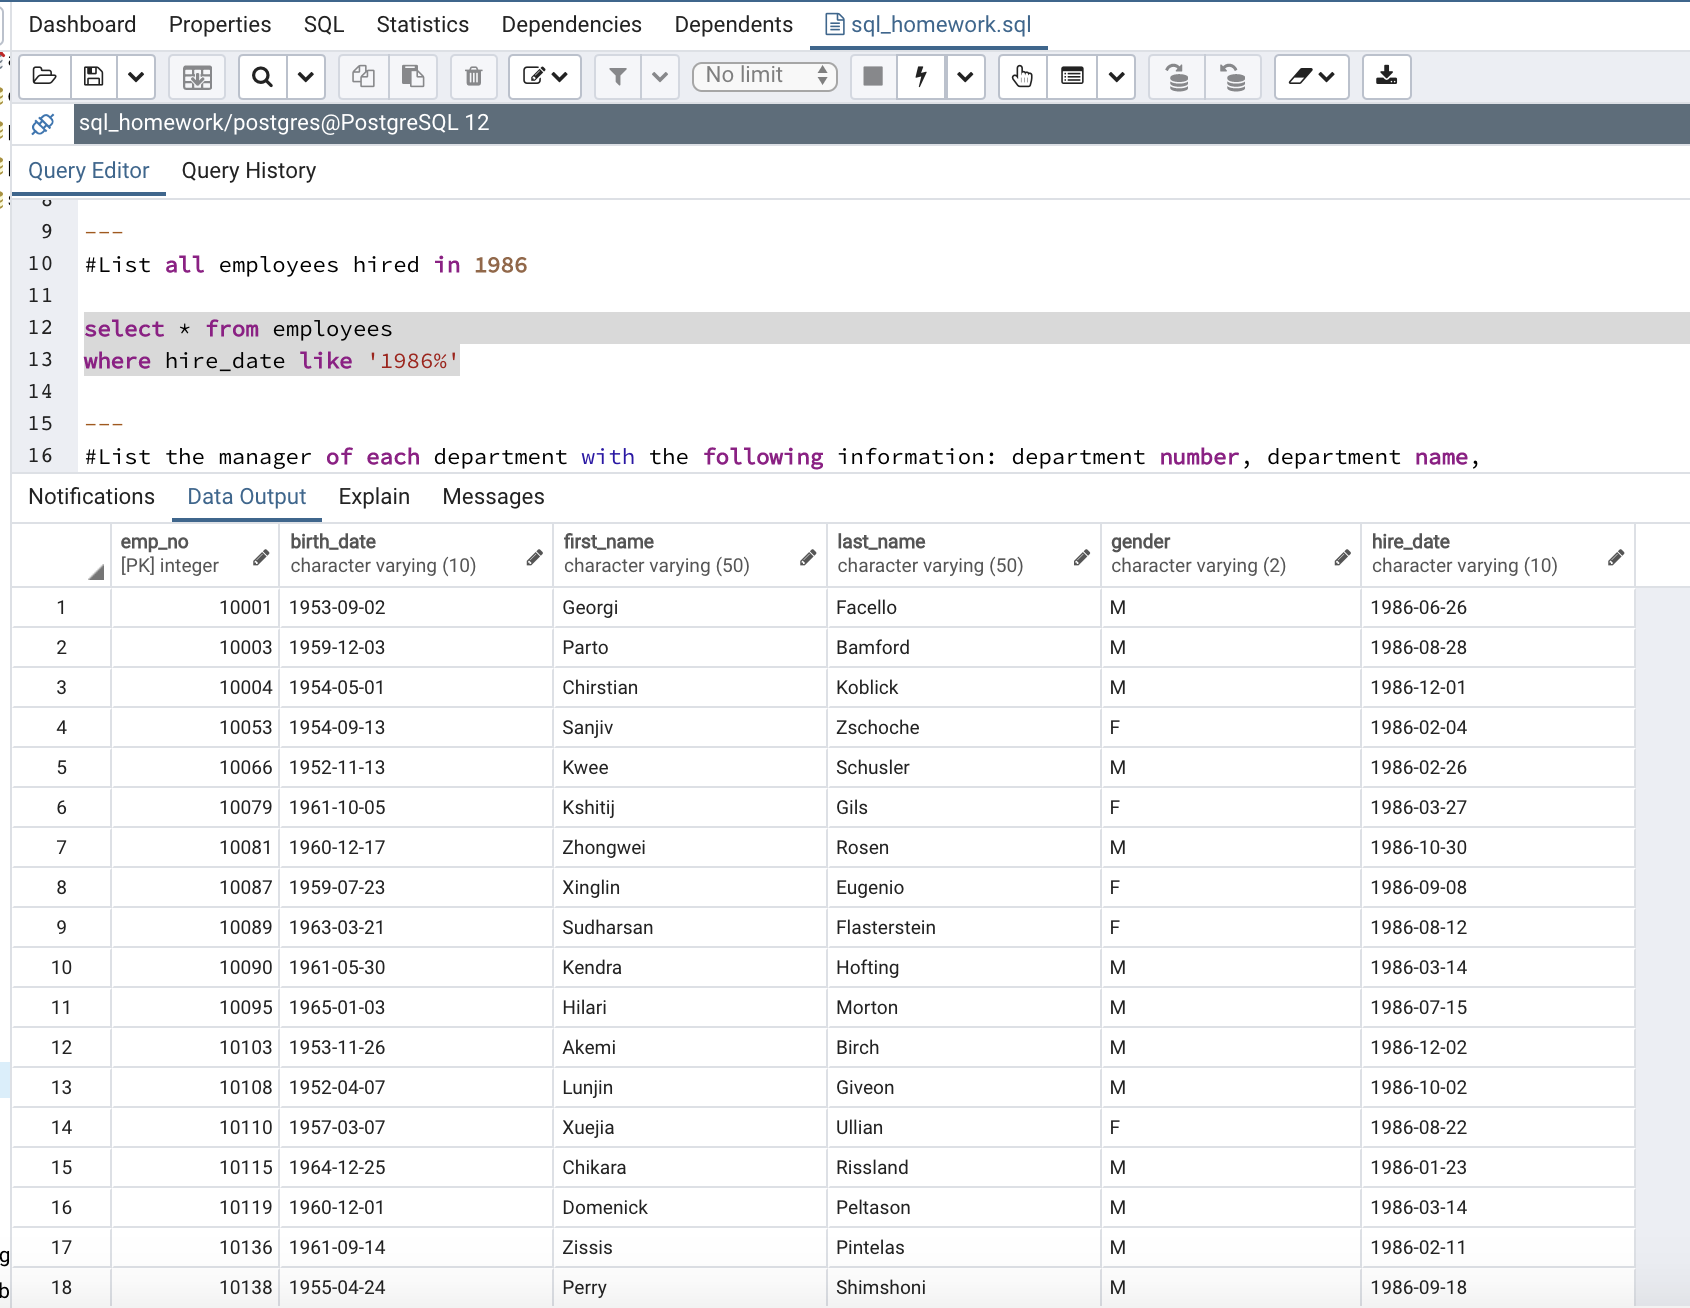 Dashboard Properties SQL Statistics Dependencies Dependents sql_homework.sql
No limit
sql_homework/postgres@PostgreSQL 12
Query Editor Query History
8
9 ---
10 #List all employees hired in 1986
11
12 select * from employees
13 where hire_date like '1986%'
14
15 ---
16 #List the manager of each department with the following information: department number, department name,
Notifications Data Output Explain Messages
emp_no birth_date first_name last_name gender hire_date
[PK] integer character varying (10) character varying (50) character varying (50) character varying (2) character varying (10)
1 10001 1953-09-02 Georgi Facello M 1986-06-26
2 10003 1959-12-03 Parto Bamford M 1986-08-28
3 10004 1954-05-01 Chirstian Koblick M 1986-12-01
4 10053 1954-09-13 Sanjiv Zschoche F 1986-02-04
5 10066 1952-11-13 Kwee Schusler M 1986-02-26
6 10079 1961-10-05 Kshitij Gils F 1986-03-27
7 10081 1960-12-17 Zhongwei Rosen M 1986-10-30
8 10087 1959-07-23 Xinglin Eugenio F 1986-09-08
9 10089 1963-03-21 Sudharsan Flasterstein F 1986-08-12
10 10090 1961-05-30 Kendra Hofting M 1986-03-14
11 10095 1965-01-03 Hilari Morton M 1986-07-15
12 10103 1953-11-26 Akemi Birch M 1986-12-02
13 10108 1952-04-07 Lunjin Giveon M 1986-10-02
14 10110 1957-03-07 Xuejia Ullian F 1986-08-22
15 10115 1964-12-25 Chikara Rissland M 1986-01-23
16 10119 1960-12-01 Domenick Peltason M 1986-03-14
17 10136 1961-09-14 Zissis Pintelas M 1986-02-11
18 10138 1955-04-24 Perry Shimshoni M 1986-09-18